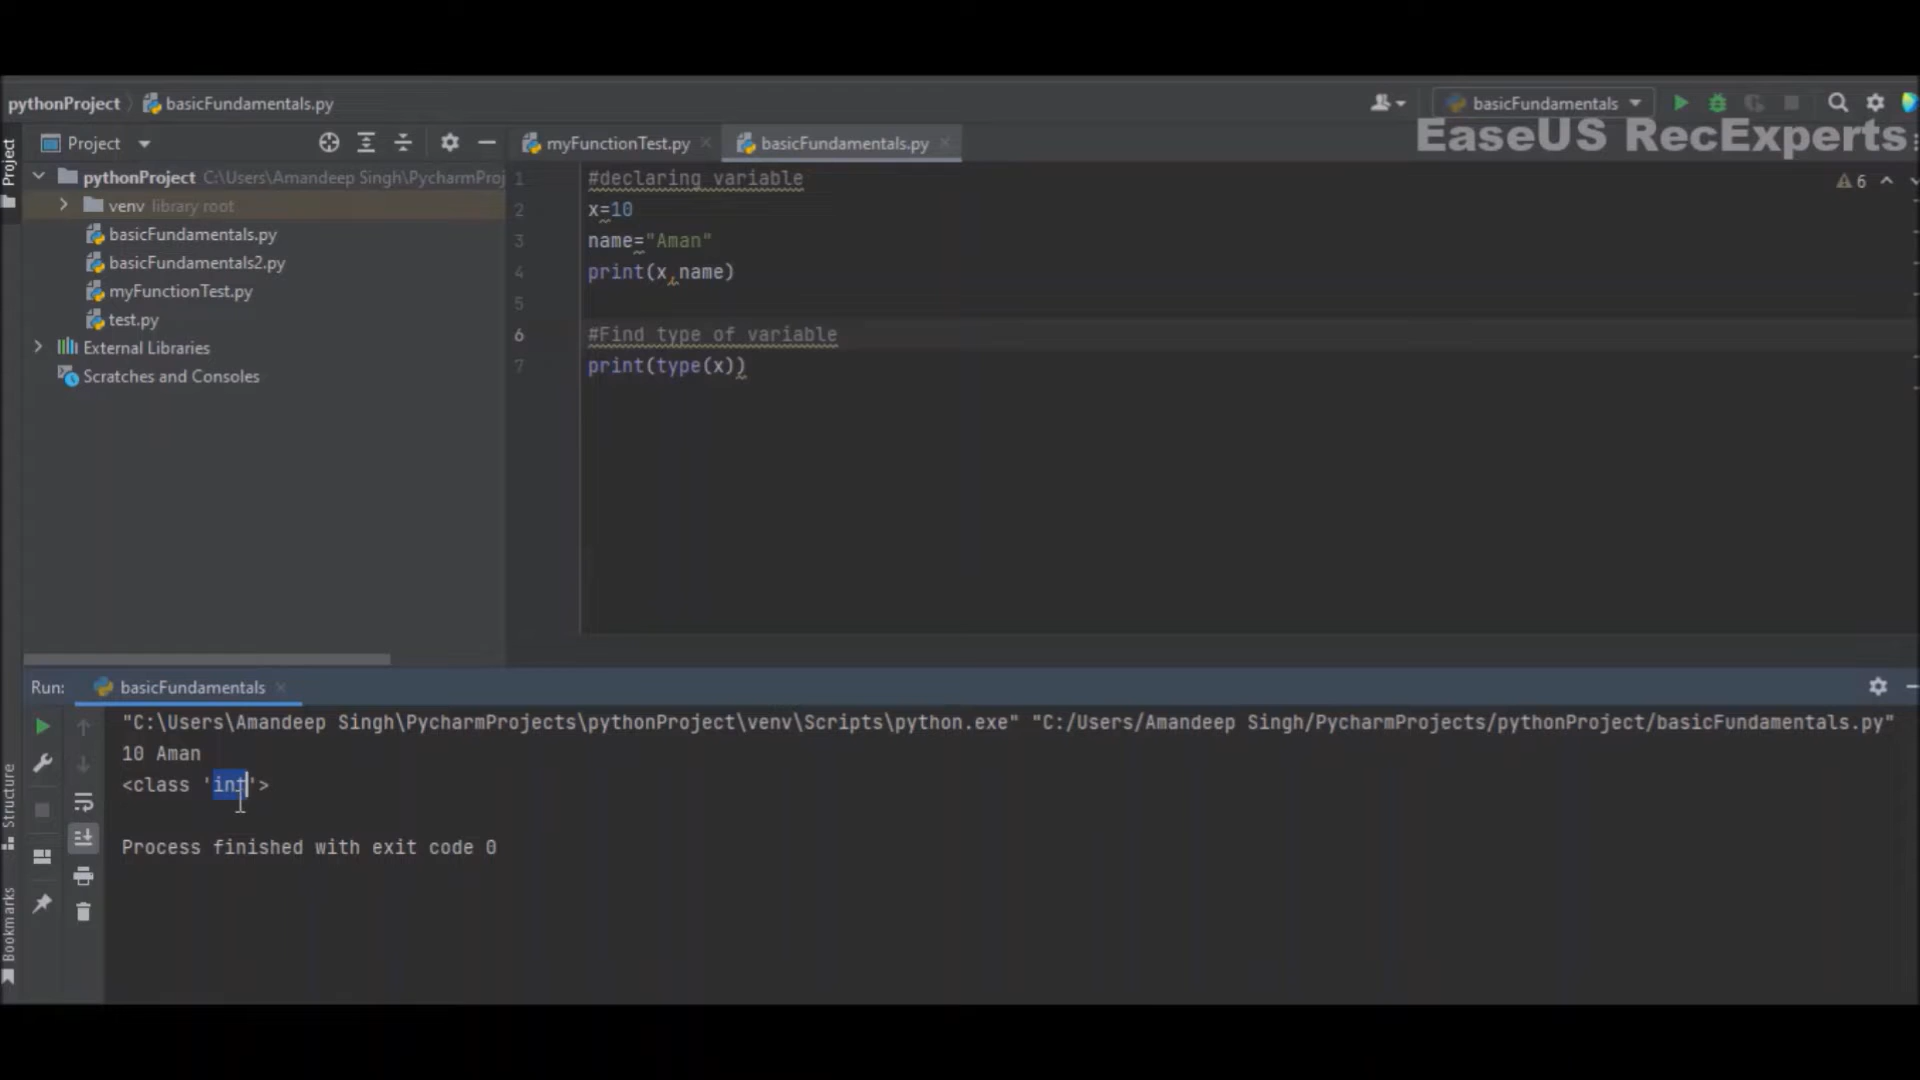 pythonProject
basicFundamentals.py
basicFundamentals
EaseUS RecExperts
Project
Project
myFunctionTest.py
basicFundamentals.py
pythonProject C:\Users\Amandeep Singh\PycharmProj
venv library root
basicFundamentals.py
basicFundamentals2.py
myFunctionTest.py
test.py
External Libraries
Scratches and Consoles
6
1 #declaring variable
2 x=10
3 name="Aman"
4 print(x,name)
5
6 #Find type of variable
7 print(type(x))
Run: basicFundamentals
"C:\Users\Amandeep Singh\PycharmProjects\pythonProject\venv\Scripts\python.exe" "C:/Users/Amandeep Singh/PycharmProjects/pythonProject/basicFundamentals.py"
10 Aman
<class 'int'>
Process finished with exit code 0
Structure
Bookmarks